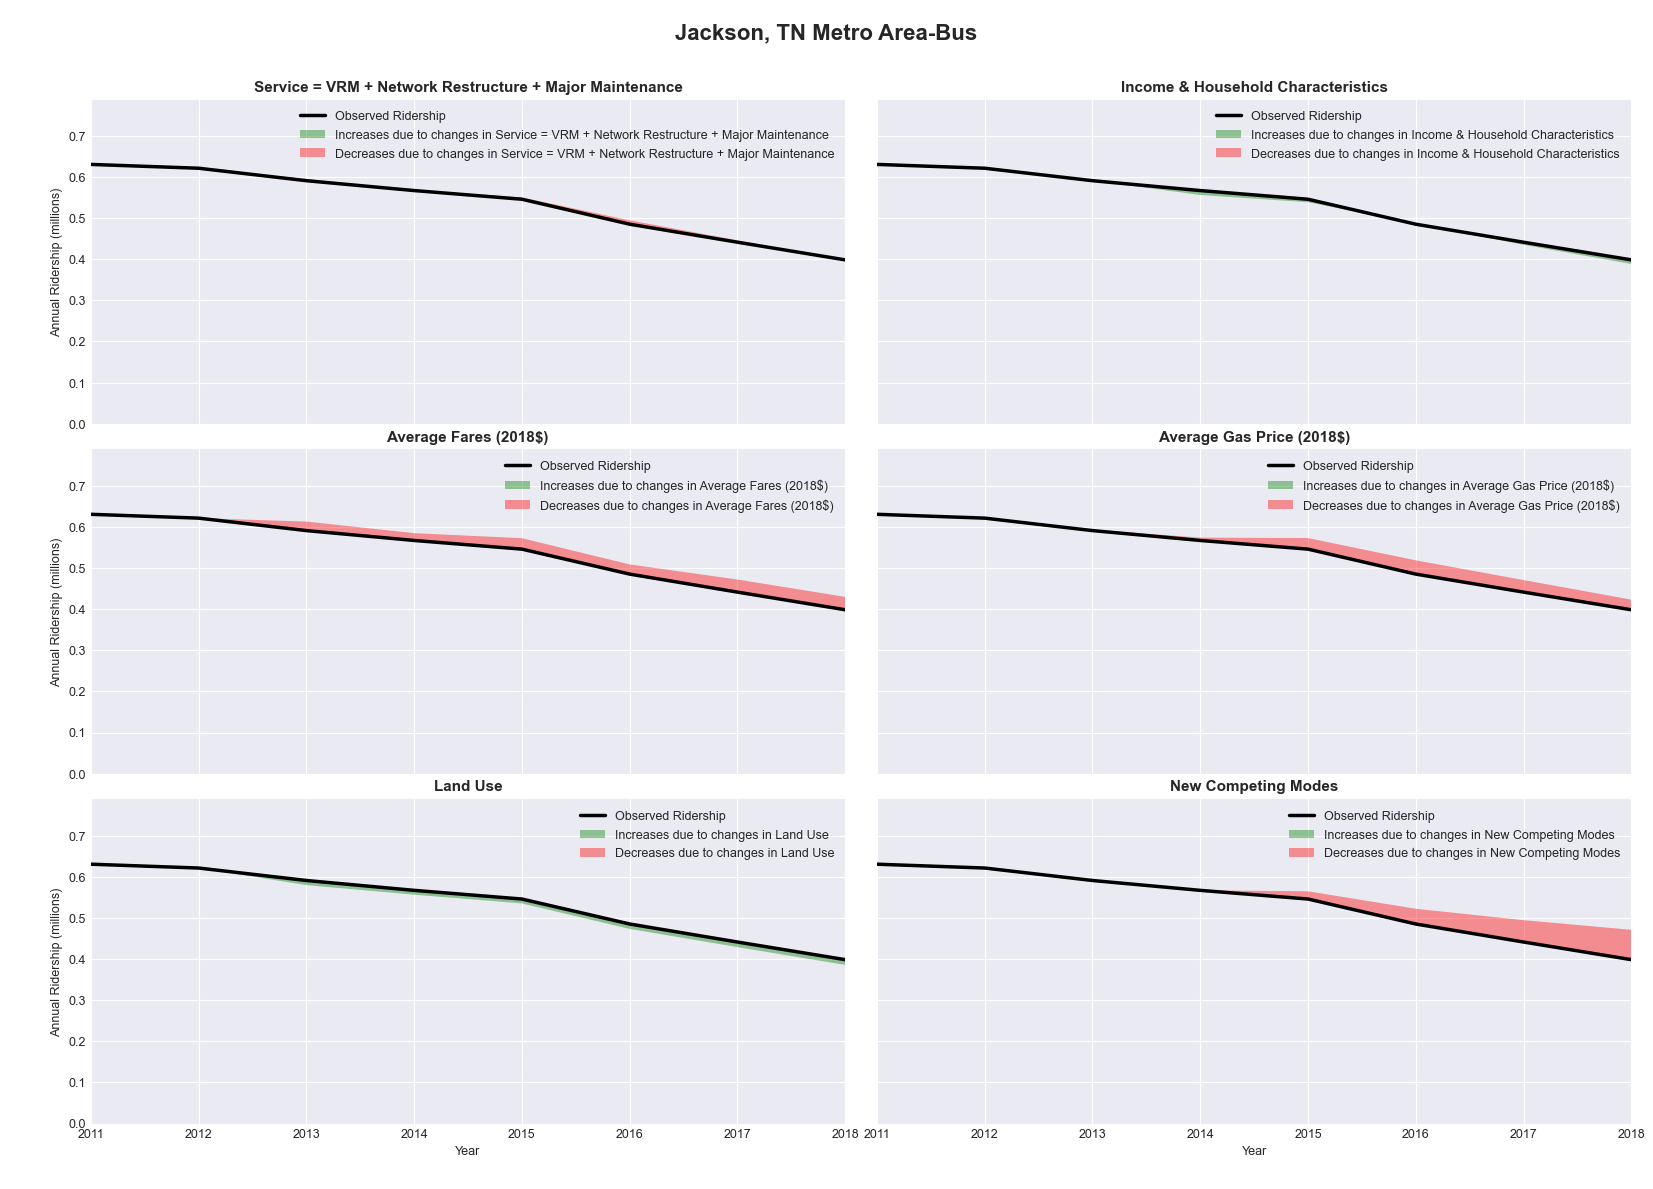 Jackson, TN Metro Area-Bus
Service = VRM + Network Restructure + Major Maintenance
Observed Ridership
Increases due to changes in Service = VRM + Network Restructure + Major Maintenance
Decreases due to changes in Service = VRM + Network Restructure + Major Maintenance
Annual Ridership (millions)
0.7
0.6
0.5
0.4
0.3
0.2
0.1
0.0
Income & Household Characteristics
Observed Ridership
Increases due to changes in Income & Household Characteristics
Decreases due to changes in Income & Household Characteristics
Average Fares (2018$)
Observed Ridership
Increases due to changes in Average Fares (2018$)
Decreases due to changes in Average Fares (2018$)
Annual Ridership (millions)
0.7
0.6
0.5
0.4
0.3
0.2
0.1
0.0
Average Gas Price (2018$)
Observed Ridership
Increases due to changes in Average Gas Price (2018$)
Decreases due to changes in Average Gas Price (2018$)
Land Use
Observed Ridership
Increases due to changes in Land Use
Decreases due to changes in Land Use
Annual Ridership (millions)
0.7
0.6
0.5
0.4
0.3
0.2
0.1
0.0
2011 2012 2013 2014 2015 2016 2017 2018
Year
New Competing Modes
Observed Ridership
Increases due to changes in New Competing Modes
Decreases due to changes in New Competing Modes
2011 2012 2013 2014 2015 2016 2017 2018
Year